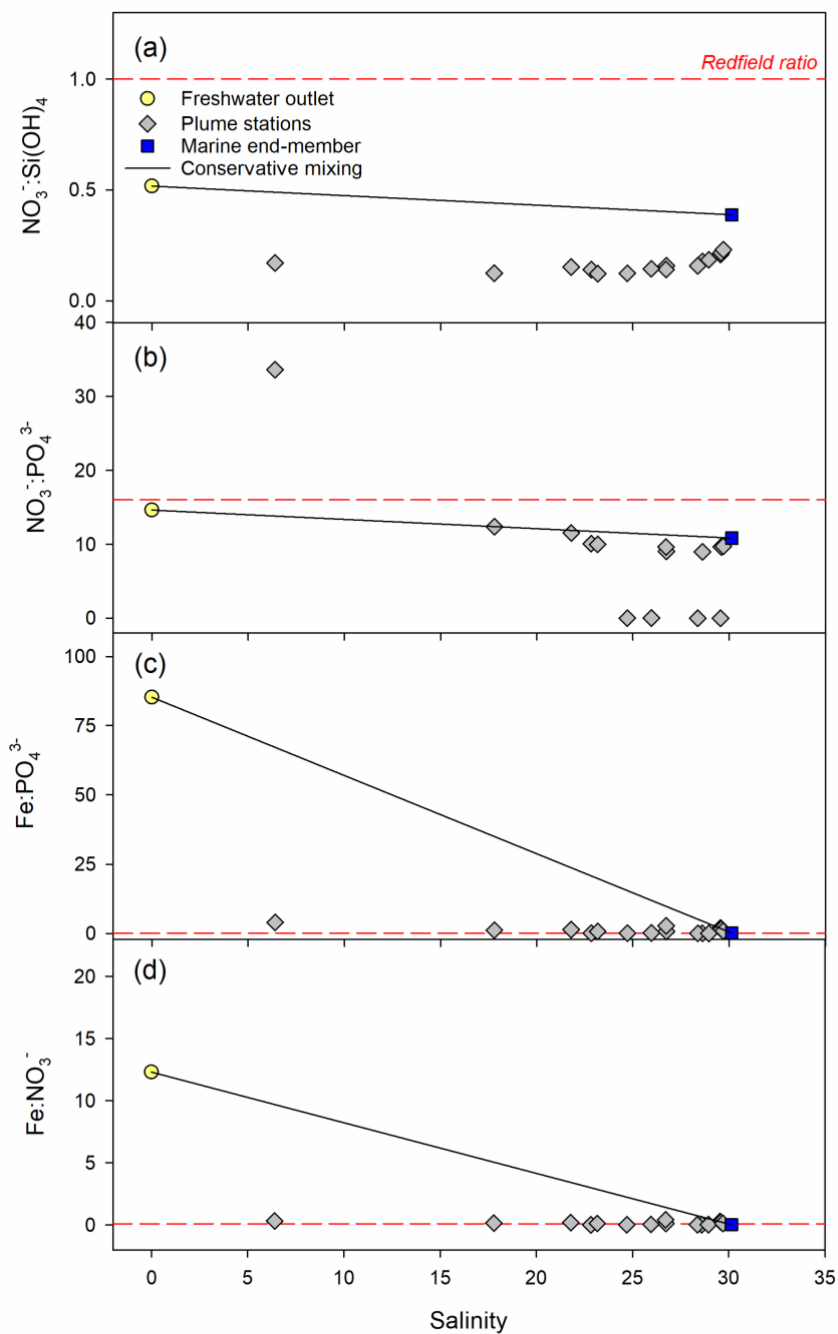 (a)
Redfield ratio
1.0
0.5
0.0
NO₃⁻:Si(OH)₄
Freshwater outlet
Plume stations
Marine end-member
Conservative mixing
(b)
40
30
20
10
0
NO₃⁻:PO₄³⁻
(c)
100
75
50
25
0
Fe:PO₄³⁻
(d)
20
15
10
5
0
Fe:NO₃⁻
0 5 10 15 20 25 30 35
Salinity